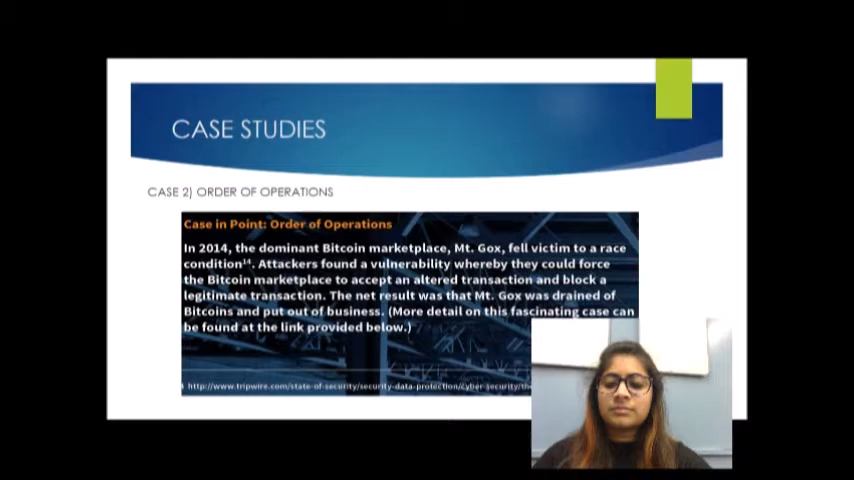 CASE STUDIES
CASE 2) ORDER OF OPERATIONS
Case in Point: Order of Operations
In 2014, the dominant Bitcoin marketplace, Mt. Gox, fell victim to a race
condition¹⁴. Attackers found a vulnerability whereby they could force
the Bitcoin marketplace to accept an altered transaction and block a
legitimate transaction. The net result was that Mt. Gox was drained of
Bitcoins and put out of business. (More detail on this fascinating case can
be found at the link provided below.)
http://www.tripwire.com/state-of-security/security-data-protection/cyber-security/the